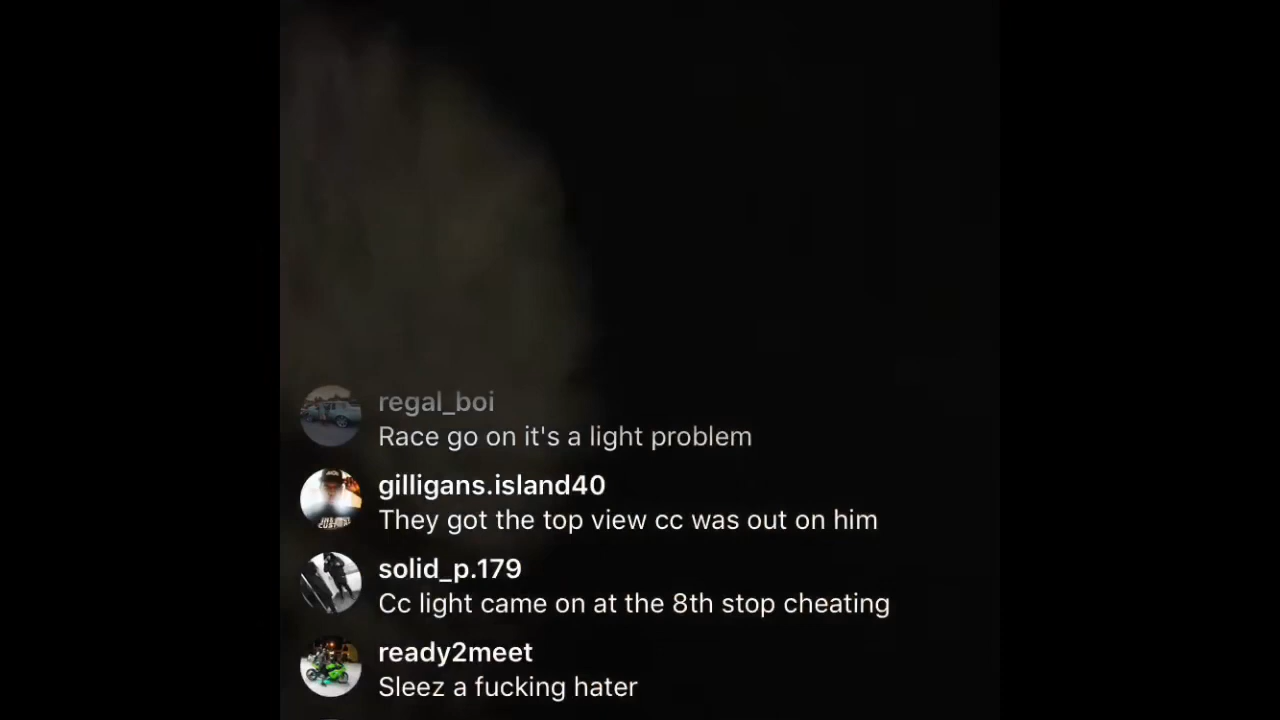 regal_boi
Race go on it's a light problem
gilligans.island40
They got the top view cc was out on him
solid_p.179
Cc light came on at the 8th stop cheating
ready2meet
Sleez a fucking hater